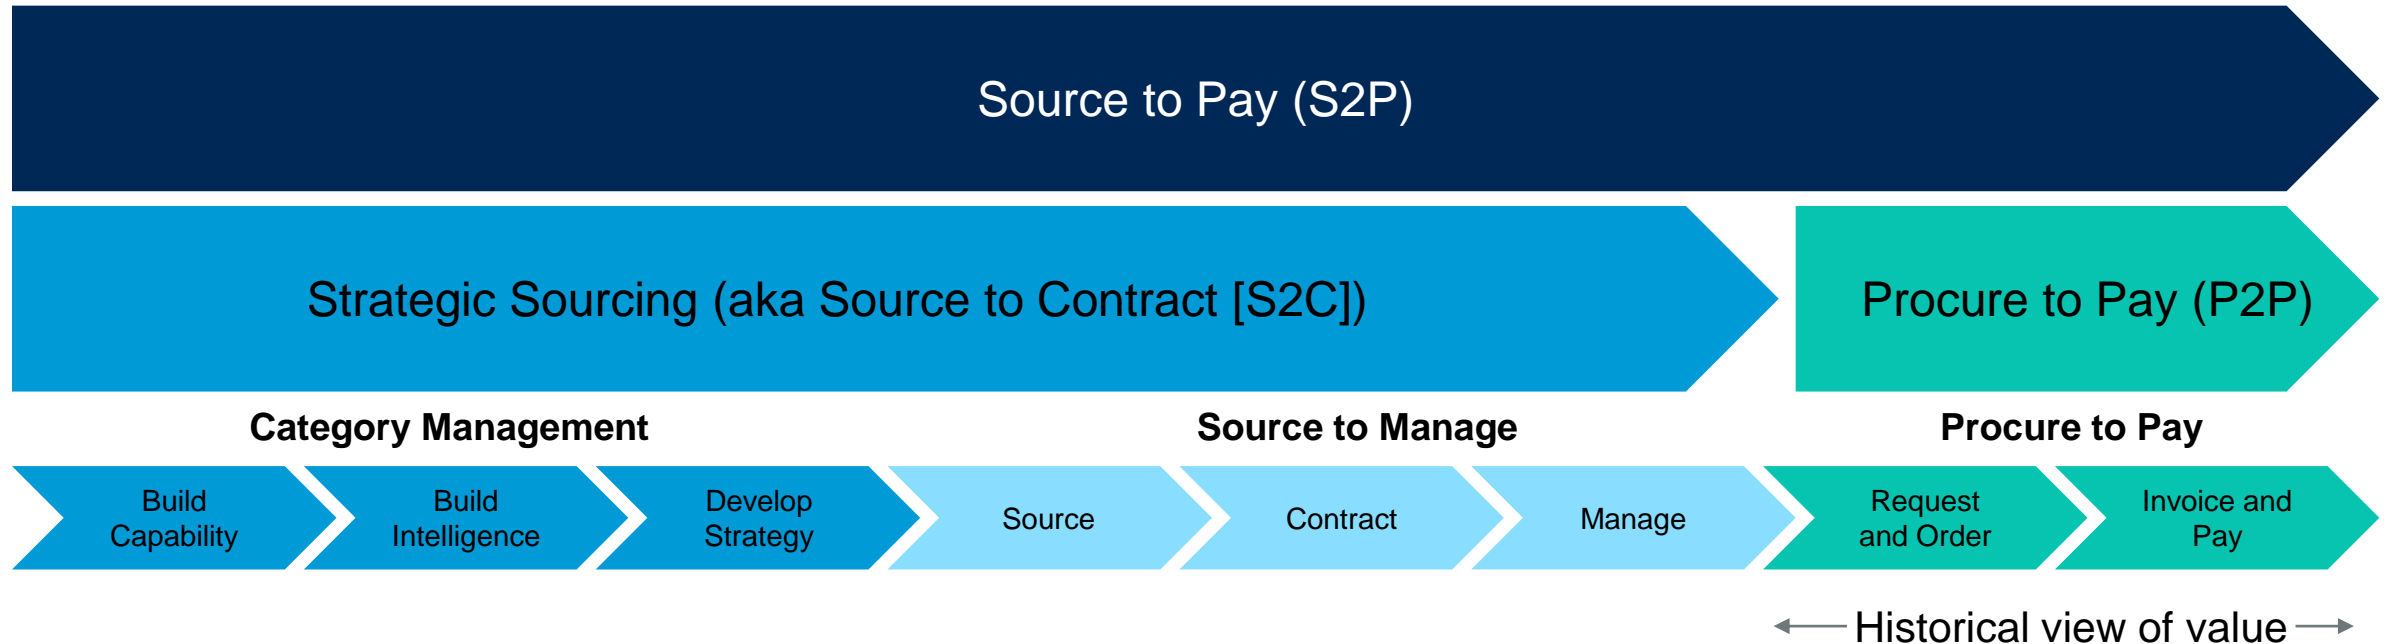 Source to Pay (S2P)
Strategic Sourcing (aka Source to Contract [S2C])
Procure to Pay (P2P)
Category Management
Source to Manage
Procure to Pay
Build
Capability
Build
Intelligence
Develop
Strategy
Source
Contract
Manage
Request
and Order
Invoice and
Pay
Historical view of value